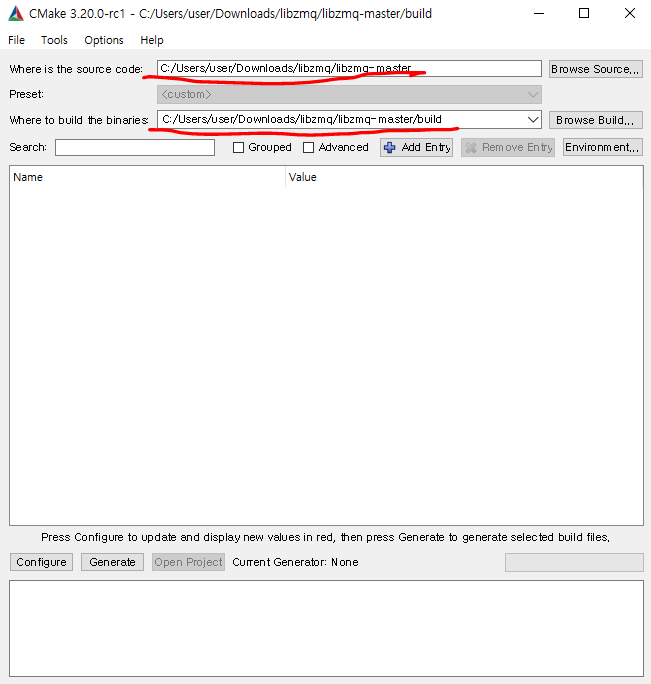 CMake 3.20.0-rc1 - C:/Users/user/Downloads/libzmq/libzmq-master/build
File Tools Options Help
Where is the source code: C:/Users/user/Downloads/libzmq/libzmq-master Browse Source...
Preset: <custom>
Where to build the binaries: C:/Users/user/Downloads/libzmq/libzmq-master/build Browse Build...
Search: Grouped Advanced Add Entry Remove Entry Environment...
Name Value
Press Configure to update and display new values in red, then press Generate to generate selected build files.
Configure Generate Open Project Current Generator: None